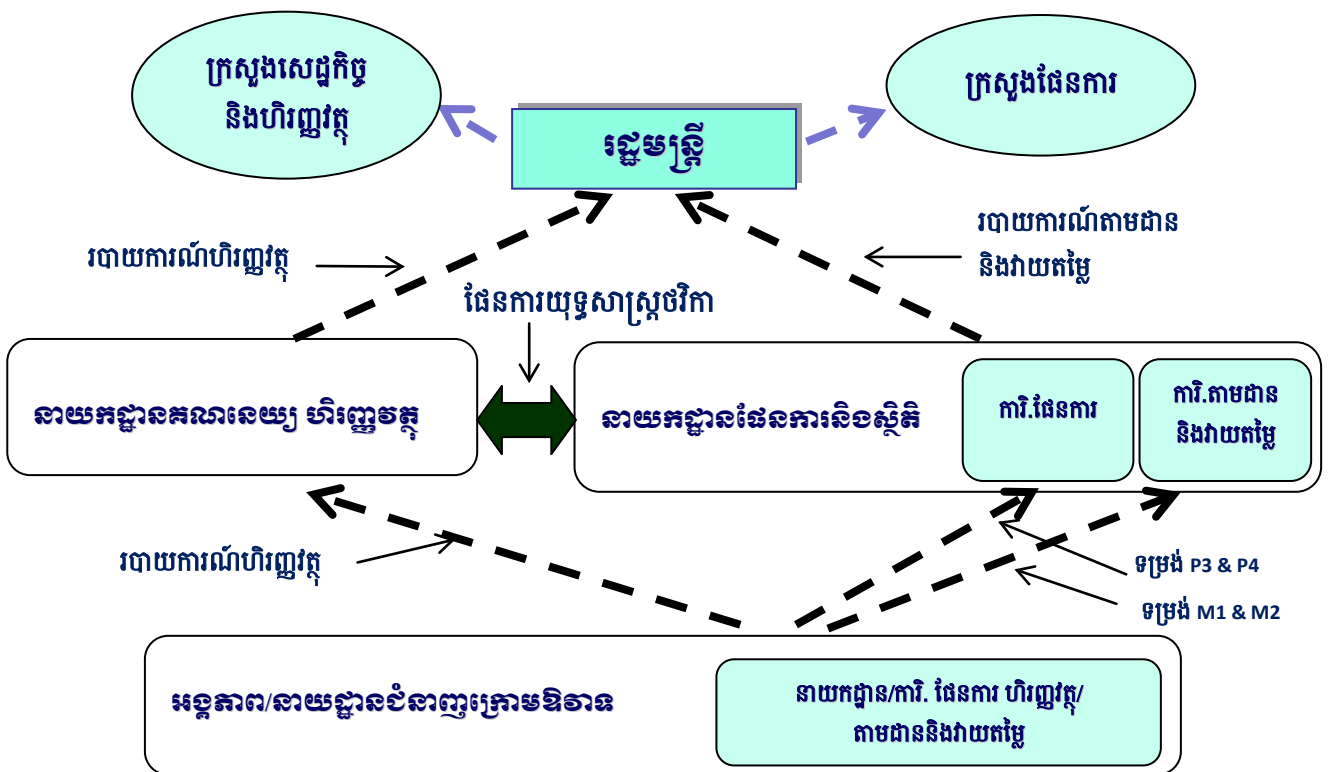 ក្រសួងសេដ្ឋកិច្ច
និងហិរញ្ញវត្ថុ
ក្រសួងផែនការ
រដ្ឋមន្ត្រី
របាយការណ៍ហិរញ្ញវត្ថុ
របាយការណ៍តាមដាន
និងវាយតម្លៃ
ផែនការយុទ្ធសាស្ត្រថវិកា
នាយកដ្ឋានគណនេយ្យ ហិរញ្ញវត្ថុ
នាយកដ្ឋានផែនការនិងស្ថិតិ
ការិ.ផែនការ
ការិ.តាមដាន
និងវាយតម្លៃ
របាយការណ៍ហិរញ្ញវត្ថុ
ទម្រង់ P3 & P4
ទម្រង់ M1 & M2
អង្គភាព/នាយដ្ឋានជំនាញក្រោមឱវាទ
នាយកដ្ឋាន/ការិ. ផែនការ ហិរញ្ញវត្ថុ/
តាមដាននិងវាយតម្លៃ